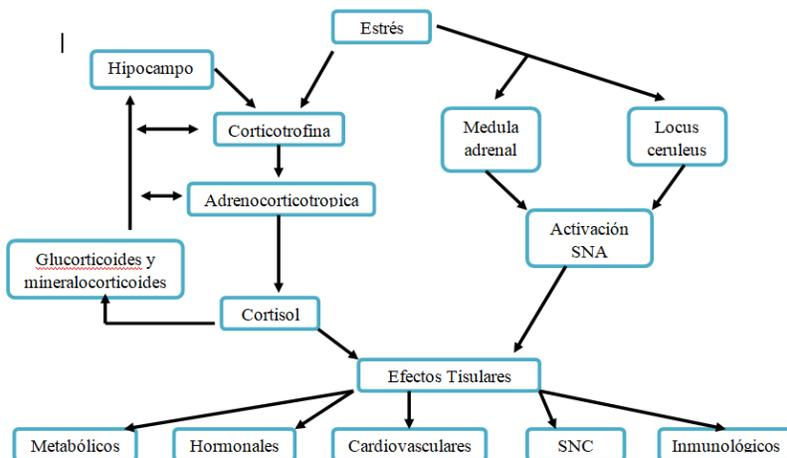 Estrés
Hipocampo
Corticotrofina
Medula
adrenal
Locus
ceruleus
Adrenocorticotropica
Activación
SNA
Glucorticoides y
mineralocorticoides
Cortisol
Efectos Tisulares
Metabólicos
Hormonales
Cardiovasculares
SNC
Inmunológicos